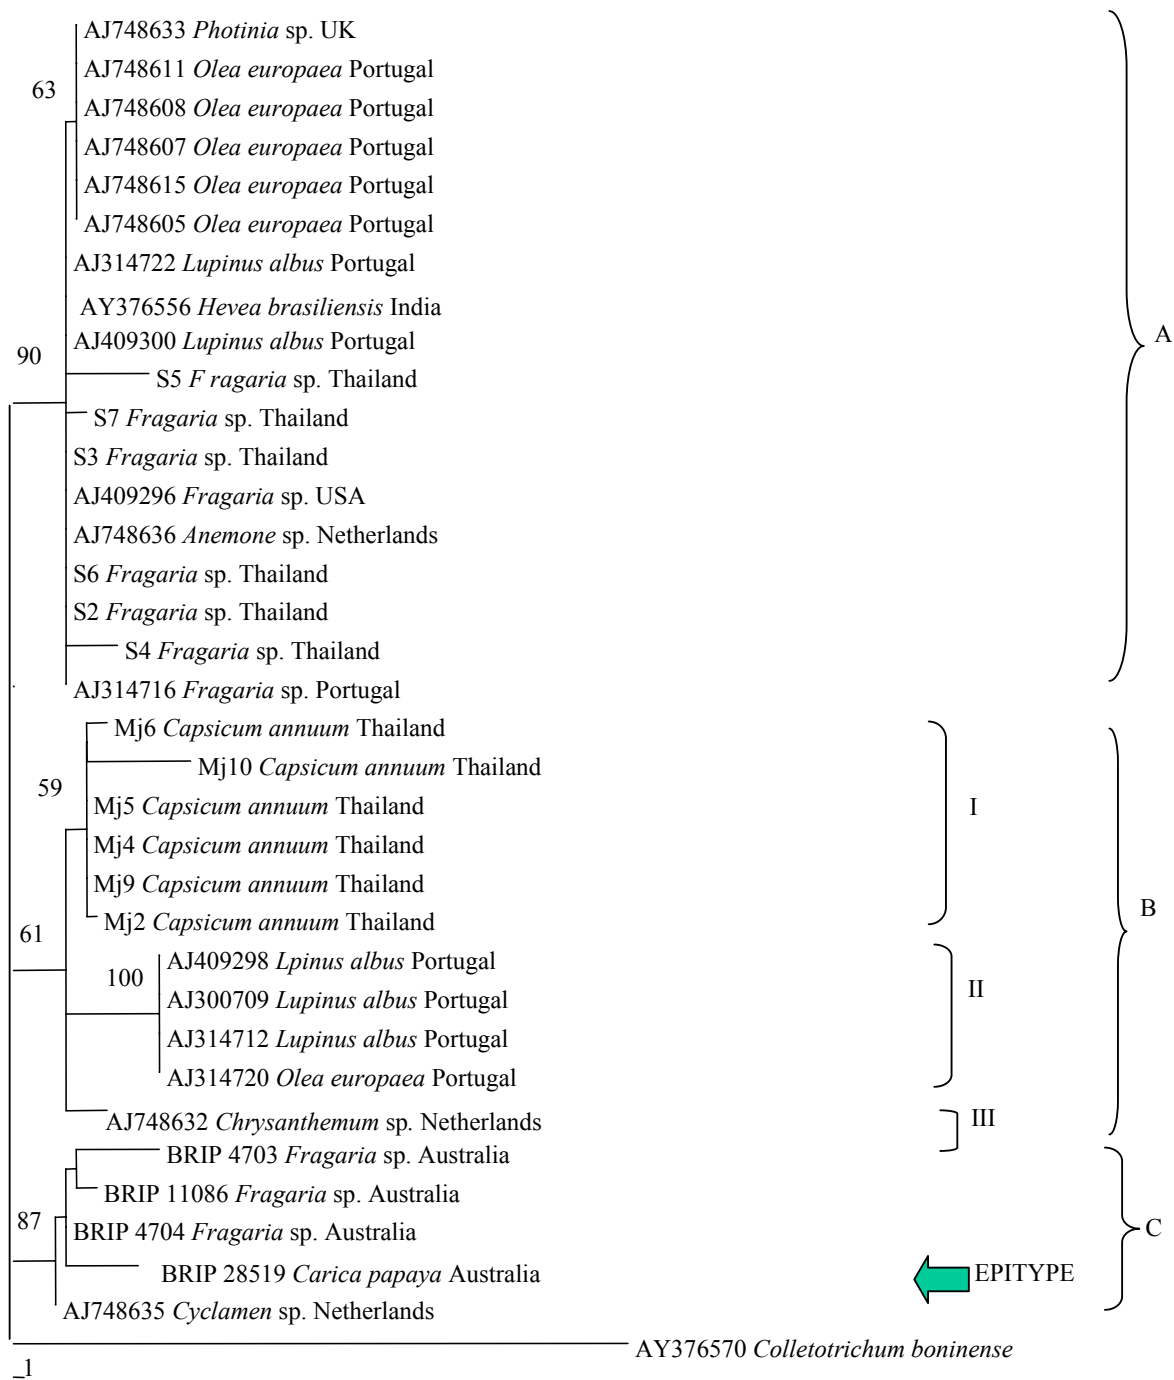 AJ748633 Photinia sp. UK
AJ748611 Olea europaea Portugal
63
AJ748608 Olea europaea Portugal
AJ748607 Olea europaea Portugal
AJ748615 Olea europaea Portugal
AJ748605 Olea europaea Portugal
AJ314722 Lupinus albus Portugal
AY376556 Hevea brasiliensis India
AJ409300 Lupinus albus Portugal
A
90
S5 F ragaria sp. Thailand
S7 Fragaria sp. Thailand
S3 Fragaria sp. Thailand
AJ409296 Fragaria sp. USA
AJ748636 Anemone sp. Netherlands
S6 Fragaria sp. Thailand
S2 Fragaria sp. Thailand
S4 Fragaria sp. Thailand
AJ314716 Fragaria sp. Portugal
Mj6 Capsicum annuum Thailand
Mj10 Capsicum annuum Thailand
59
Mj5 Capsicum annuum Thailand
I
Mj4 Capsicum annuum Thailand
Mj9 Capsicum annuum Thailand
B
Mj2 Capsicum annuum Thailand
61
AJ409298 Lpinus albus Portugal
100
AJ300709 Lupinus albus Portugal
II
AJ314712 Lupinus albus Portugal
AJ314720 Olea europaea Portugal
AJ748632 Chrysanthemum sp. Netherlands
III
BRIP 4703 Fragaria sp. Australia
BRIP 11086 Fragaria sp. Australia
87
BRIP 4704 Fragaria sp. Australia
C
BRIP 28519 Carica papaya Australia
EPITYPE
AJ748635 Cyclamen sp. Netherlands
AY376570 Colletotrichum boninense
1